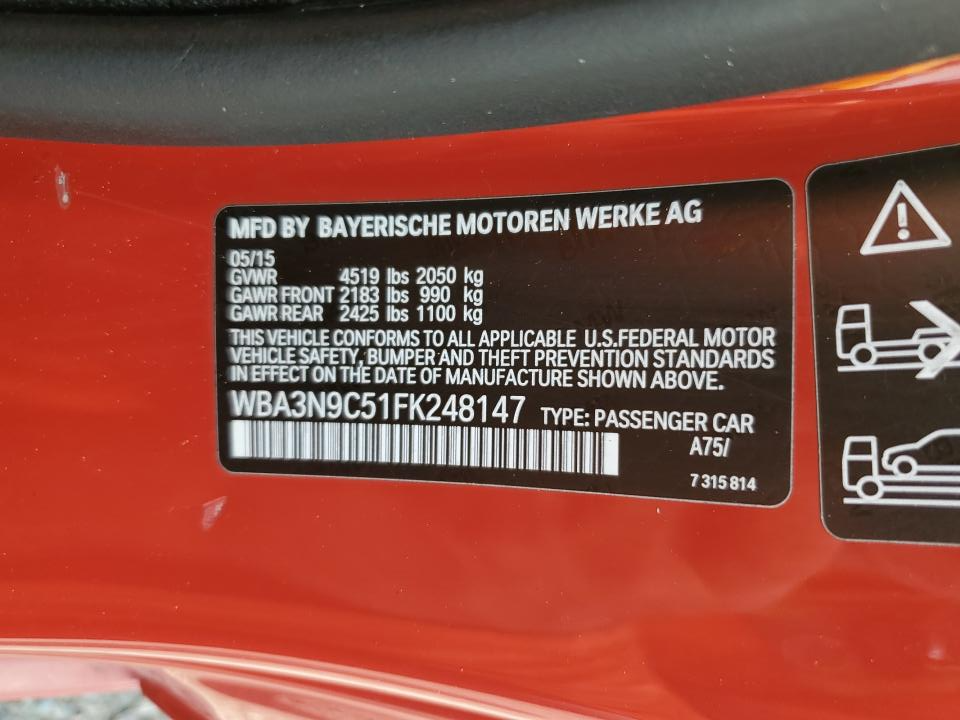 MFD BY BAYERISCHE MOTOREN WERKE AG
05/15
GVWR 4519 lbs 2050 kg
GAWR FRONT 2183 lbs 990 kg
GAWR REAR 2425 lbs 1100 kg
THIS VEHICLE CONFORMS TO ALL APPLICABLE U.S.FEDERAL MOTOR
VEHICLE SAFETY, BUMPER AND THEFT PREVENTION STANDARDS
IN EFFECT ON THE DATE OF MANUFACTURE SHOWN ABOVE.
WBA3N9C51FK248147 TYPE: PASSENGER CAR
A75/
7 315 814